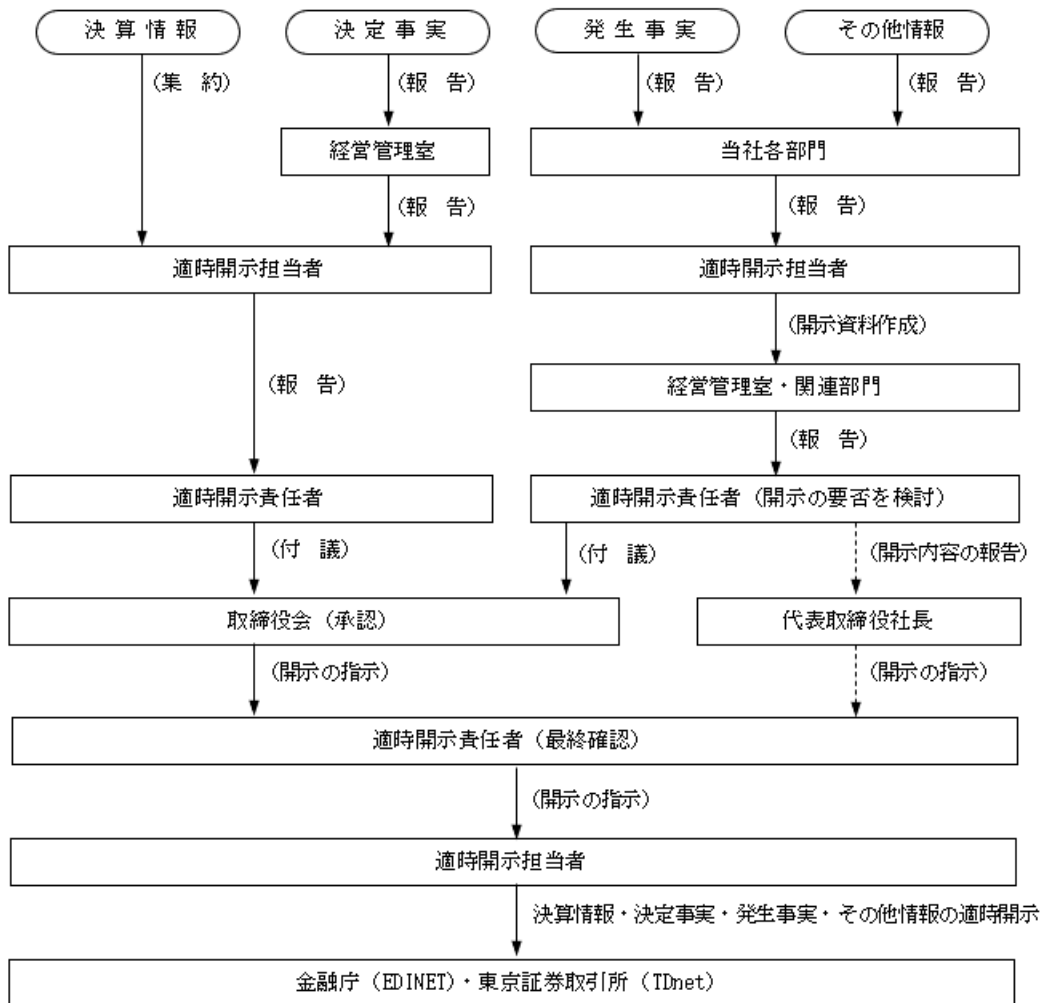 決算情報
決定事実
発生事実
その他情報
(集 約)
(報 告)
(報 告)
(報 告)
経営管理室
当社各部門
(報 告)
(報 告)
適時開示担当者
適時開示担当者
(開示資料作成)
(報 告)
経営管理室・関連部門
(報 告)
適時開示責任者
適時開示責任者（開示の要否を検討）
(付 議)
(付 議)
(開示内容の報告)
取締役会（承認）
代表取締役社長
(開示の指示)
(開示の指示)
適時開示責任者（最終確認）
(開示の指示)
適時開示担当者
決算情報・決定事実・発生事実・その他情報の適時開示
金融庁（EDINET）・東京証券取引所（TDnet）